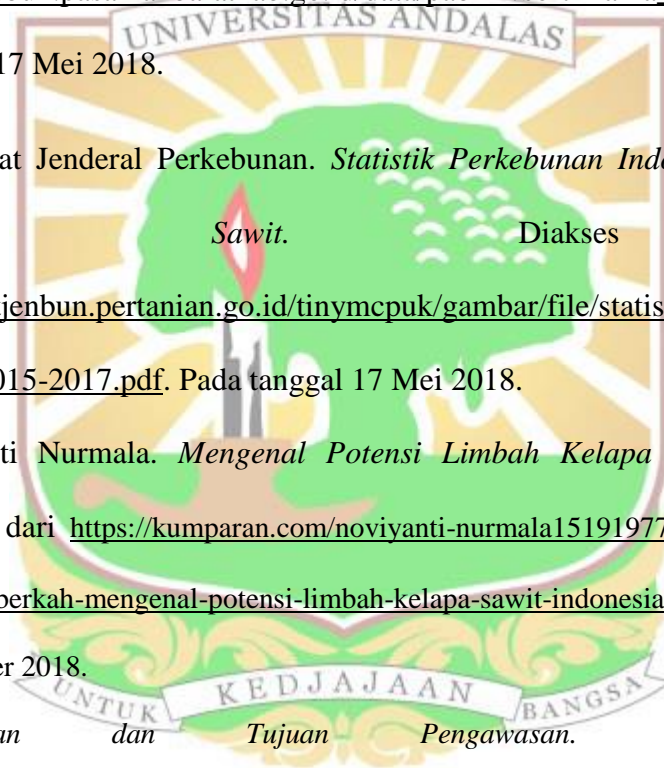 UNIVERSITAS ANDALAS
17 Mei 2018.
at Jenderal Perkebunan. Statistik Perkebunan Indo
Sawit. Diakses
jenbun.pertanian.go.id/tinymcpuk/gambar/file/statis
015-2017.pdf. Pada tanggal 17 Mei 2018.
ti Nurmala. Mengenal Potensi Limbah Kelapa
dari https://kumparan.com/noviyanti-nurmala15191977
berkah-mengenal-potensi-limbah-kelapa-sawit-indonesia
er 2018.
UNTUK KEDJAJAAN BANGSA
an dan Tujuan Pengawasan.